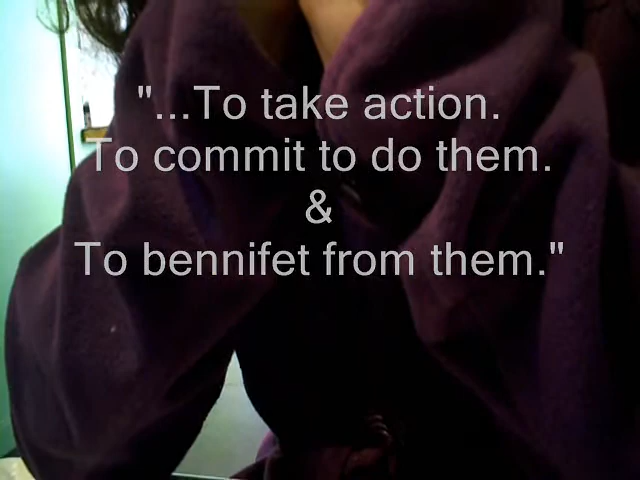 "...To take action.
To commit to do them.
&
To bennifet from them."